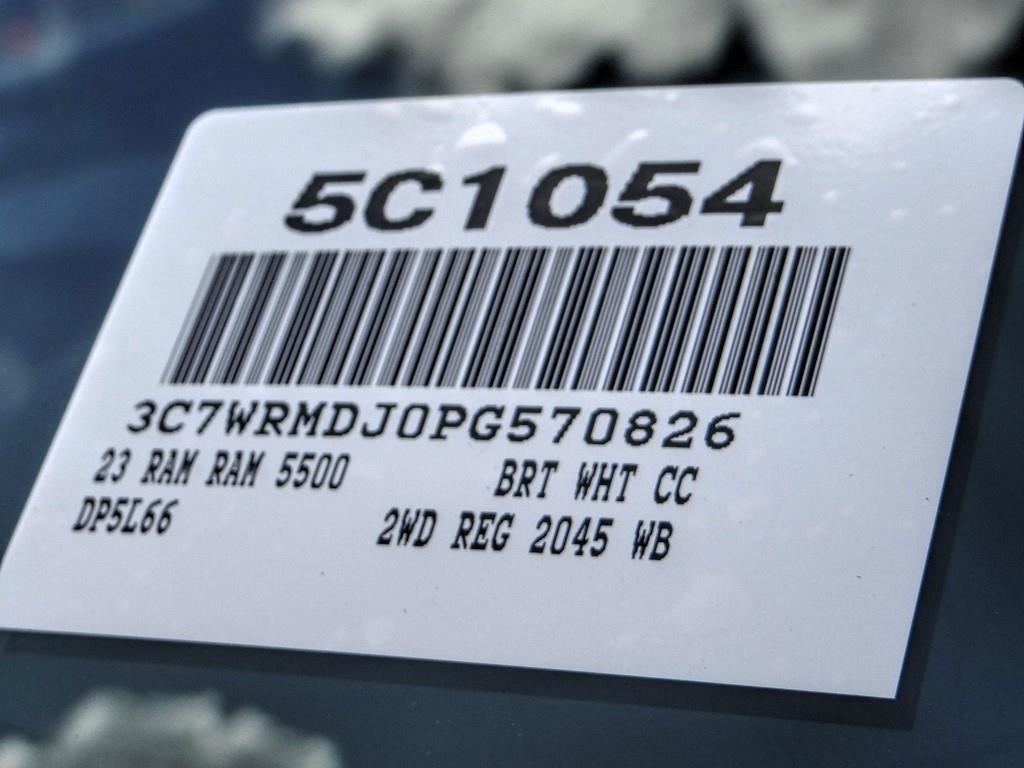 5C1054
3C7WRMDJ0PG570826
23 RAM RAM 5500 BRT WHT CC
DP5L66 2WD REG 2045 WB